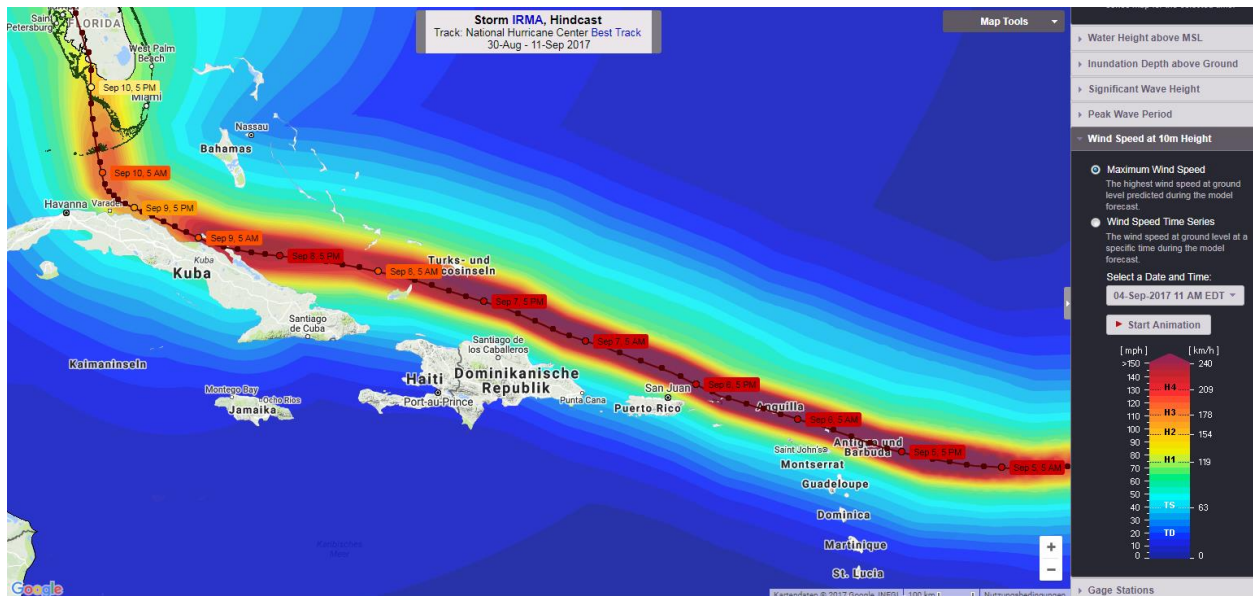 Storm IRMA, Hindcast
Track: National Hurricane Center Best Track
30-Aug - 11-Sep 2017
Map Tools
Saint
Petersburg
FLORIDA
West Palm
Beach
Sep 10, 5 PM
Miami
Nassau
Bahamas
Sep 10, 5 AM
Havanna
Sep 9, 5 PM
Sep 9, 5 AM
Kuba
Kuba
Sep 8, 5 PM
Sep 8, 5 AM
Turks- und
Sep 7, 5 PM
Santiago
de Cuba
Kaimaninseln
Santiago de
los Caballeros
Sep 7, 5 AM
Haiti
Dominikanische
Republik
Port-au-Prince
Montego Bay
Ocho Rios
Jamaika
Punta Cana
San Juan
Puerto Rico
Sep 6, 5 PM
Anguilla
Sep 6, 5 AM
Antigua und
Barbuda
Saint John's
Sep 5, 5 PM
Sep 5, 5 AM
Montserrat
Guadeloupe
Dominica
Martinique
St. Lucia
Karibisches
Meer
+
−
Google
Kartendaten © 2017 Google, INEGI
100 km
Nutzungsbedingungen
Water Height above MSL
Inundation Depth above Ground
Significant Wave Height
Peak Wave Period
Wind Speed at 10m Height
Maximum Wind Speed
The highest wind speed at ground
level predicted during the model
forecast.
Wind Speed Time Series
The wind speed at ground level at a
specific time during the model
forecast.
Select a Date and Time:
04-Sep-2017 11 AM EDT
Start Animation
[ mph ] [ km/h ]
>150 240
140 H4 209
130
120
110 H3 178
100
90 H2 154
80
70 H1 119
60
50
40 TS 63
30
20 TD
10
0 0
Gage Stations